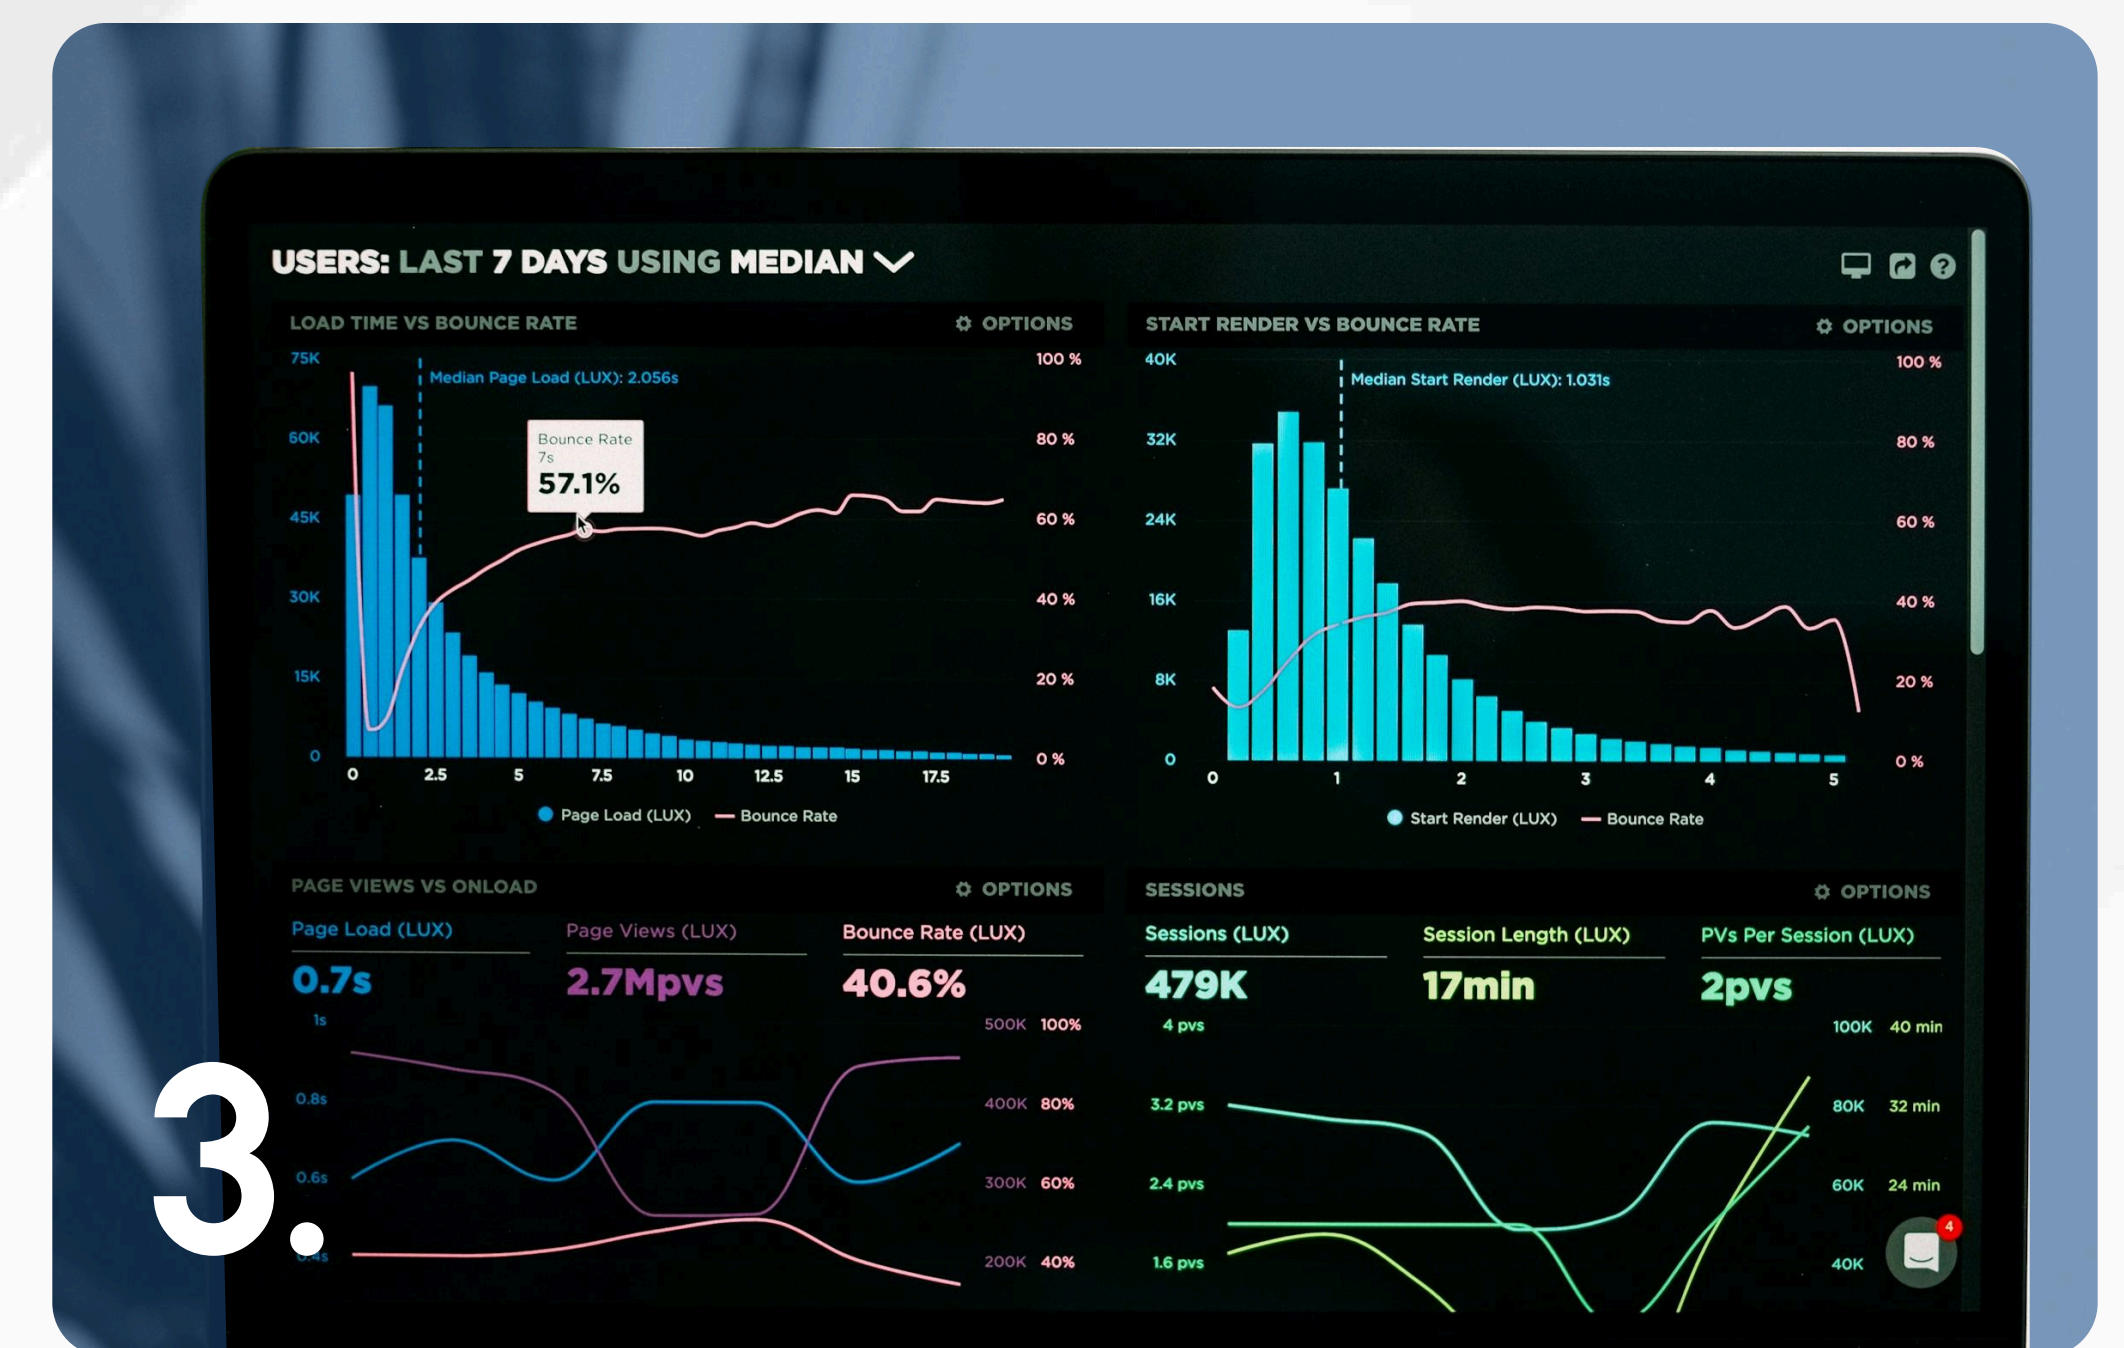 USERS: LAST 7 DAYS USING MEDIAN
LOAD TIME VS BOUNCE RATE
OPTIONS
75K
60K
45K
30K
15K
0
Median Page Load (LUX): 2.056s
Bounce Rate
7s
57.1%
100 %
80 %
60 %
40 %
20 %
0 %
0 2.5 5 7.5 10 12.5 15 17.5
Page Load (LUX) Bounce Rate
START RENDER VS BOUNCE RATE
OPTIONS
40K
32K
24K
16K
8K
0
Median Start Render (LUX): 1.031s
100 %
80 %
60 %
40 %
20 %
0 %
0 1 2 3 4 5
Start Render (LUX) Bounce Rate
PAGE VIEWS VS ONLOAD
OPTIONS
Page Load (LUX) Page Views (LUX) Bounce Rate (LUX)
0.7s 2.7Mpvs 40.6%
1s 500K 100%
0.8s 400K 80%
0.6s 300K 60%
0.4s 200K 40%
SESSIONS
OPTIONS
Sessions (LUX) Session Length (LUX) PVs Per Session (LUX)
479K 17min 2pvs
4 pvs 100K 40 min
3.2 pvs 80K 32 min
2.4 pvs 60K 24 min
1.6 pvs 40K
4
3.